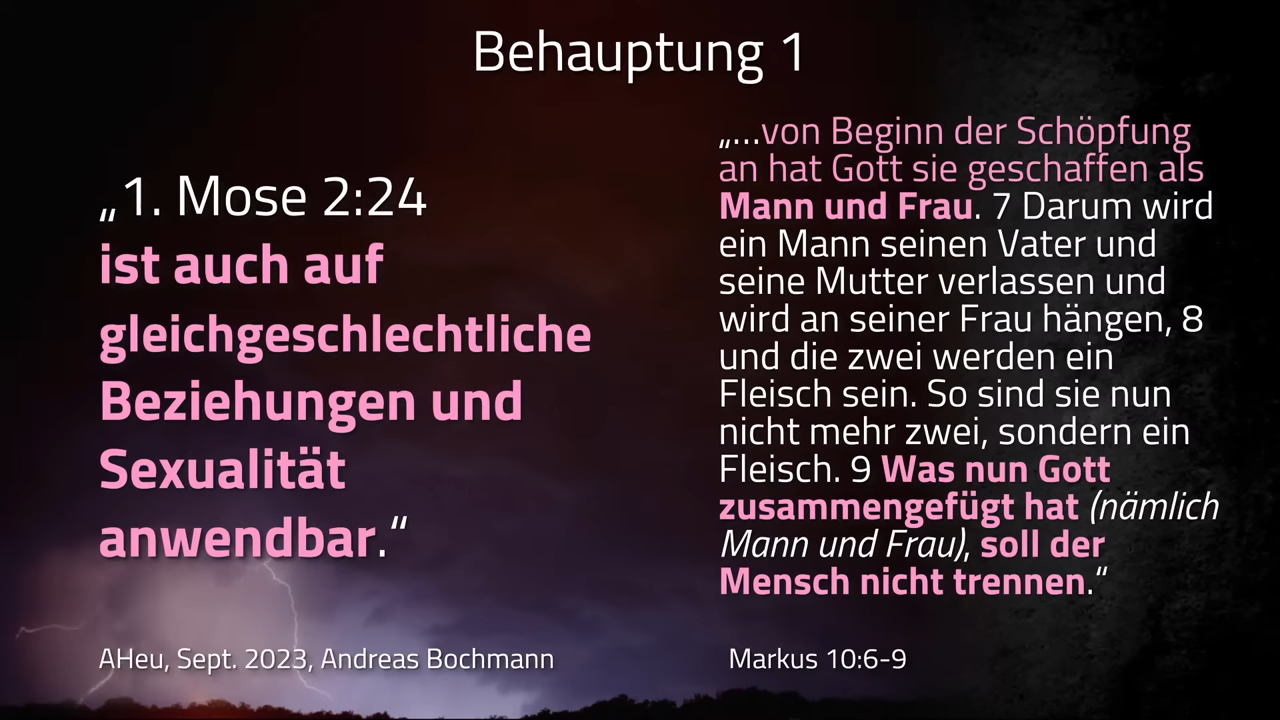 Behauptung 1
„1. Mose 2:24
ist auch auf
gleichgeschlechtliche
Beziehungen und
Sexualität
anwendbar.“
AHeu, Sept. 2023, Andreas Bochmann
„…von Beginn der Schöpfung
an hat Gott sie geschaffen als
Mann und Frau. 7 Darum wird
ein Mann seinen Vater und
seine Mutter verlassen und
wird an seiner Frau hängen, 8
und die zwei werden ein
Fleisch sein. So sind sie nun
nicht mehr zwei, sondern ein
Fleisch. 9 Was nun Gott
zusammengefügt hat (nämlich
Mann und Frau), soll der
Mensch nicht trennen.“
Markus 10:6-9